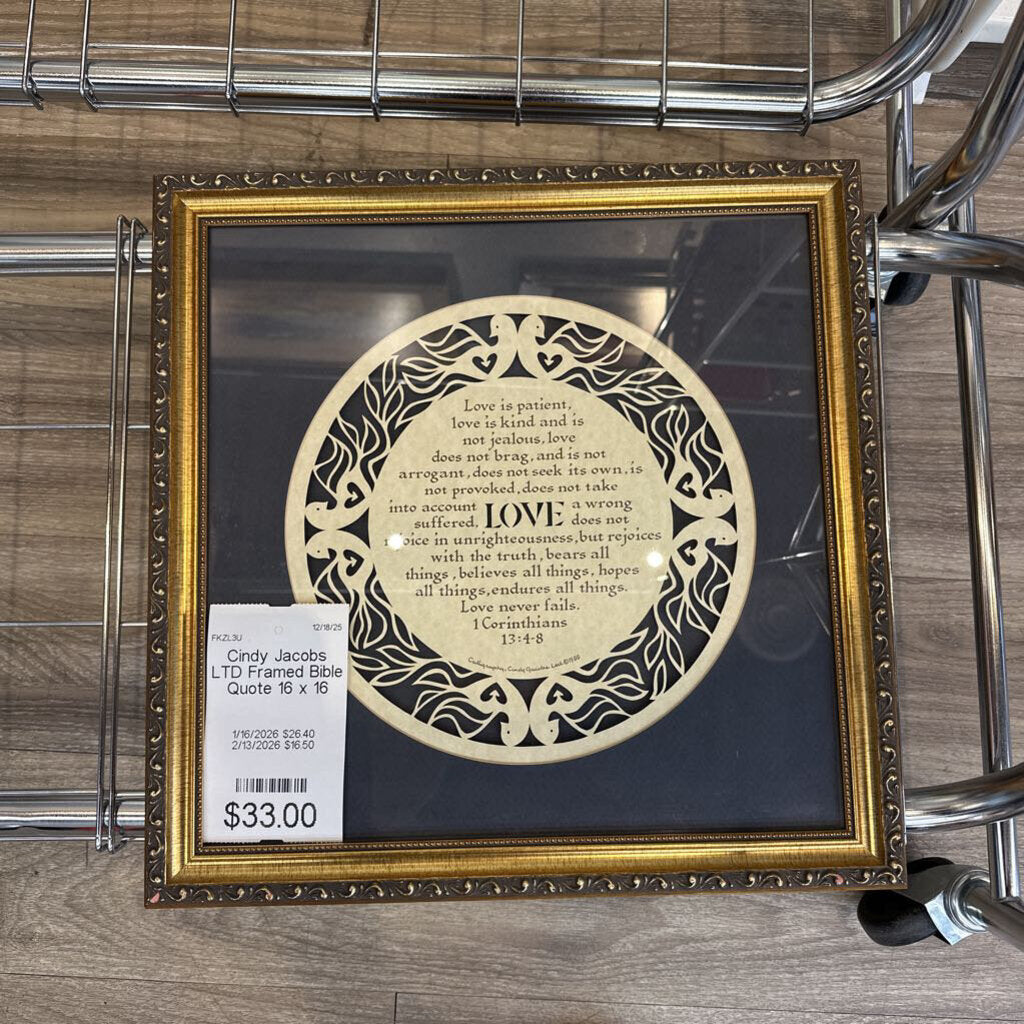 Love is patient,
love is kind and is
not jealous, love
does not brag, and is not
arrogant, does not seek its own, is
not provoked, does not take
into account LOVE a wrong
suffered, does not
oice in unrighteousness, but rejoices
with the truth, bears all
things, believes all things, hopes
all things, endures all things.
Love never fails.
1 Corinthians
13:4-8
FKZL3U 12/18/25
Cindy Jacobs
LTD Framed Bible
Quote 16 x 16
1/16/2026 $26.40
2/13/2026 $16.50
$33.00